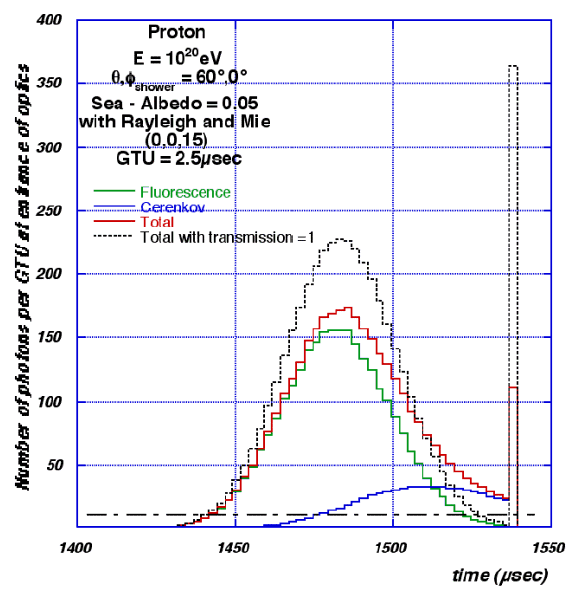 Proton
E = 10²⁰eV
θ,ϕshower = 60°,0°
Sea - Albedo = 0.05
with Rayleigh and Mie
(0,0,15)
GTU = 2.5µsec
Fluorescence
Cerenkov
Total
Total with transmission =1
Number of photons per GTU at entrance of optics
400
350
300
250
200
150
100
50
1400
1450
1500
1550
time (µsec)